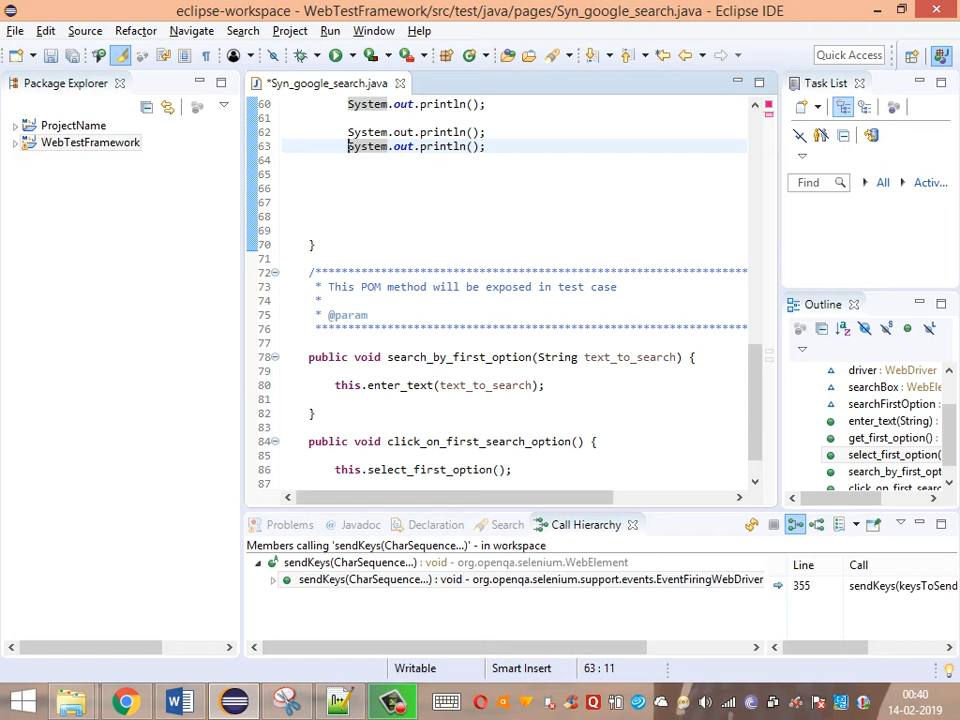 eclipse-workspace - WebTestFramework/src/test/java/pages/Syn_google_search.java - Eclipse IDE
File Edit Source Refactor Navigate Search Project Run Window Help
Quick Access
Package Explorer
ProjectName
WebTestFramework
*Syn_google_search.java
60 System.out.println();
61
62 System.out.println();
63 System.out.println();
64
65
66
67
68
69
70 }
71
72 /******************************************************************
73 * This POM method will be exposed in test case
74 *
75 * @param
76 ******************************************************************
77
78 public void search_by_first_option(String text_to_search) {
79
80 this.enter_text(text_to_search);
81
82 }
83
84 public void click_on_first_search_option() {
85
86 this.select_first_option();
87
Task List
Find All Activ...
Outline
driver : WebDriver
searchBox : WebEle
searchFirstOption
enter_text(String)
get_first_option() :
select_first_option(
search_by_first_opt
click_on_first_searc
Problems Javadoc Declaration Search Call Hierarchy
Members calling 'sendKeys(CharSequence...)' - in workspace
sendKeys(CharSequence...) : void - org.openqa.selenium.WebElement
sendKeys(CharSequence...) : void - org.openqa.selenium.support.events.EventFiringWebDriver
Line Call
355 sendKeys(keysToSend
Writable Smart Insert 63 : 11
00:40
14-02-2019